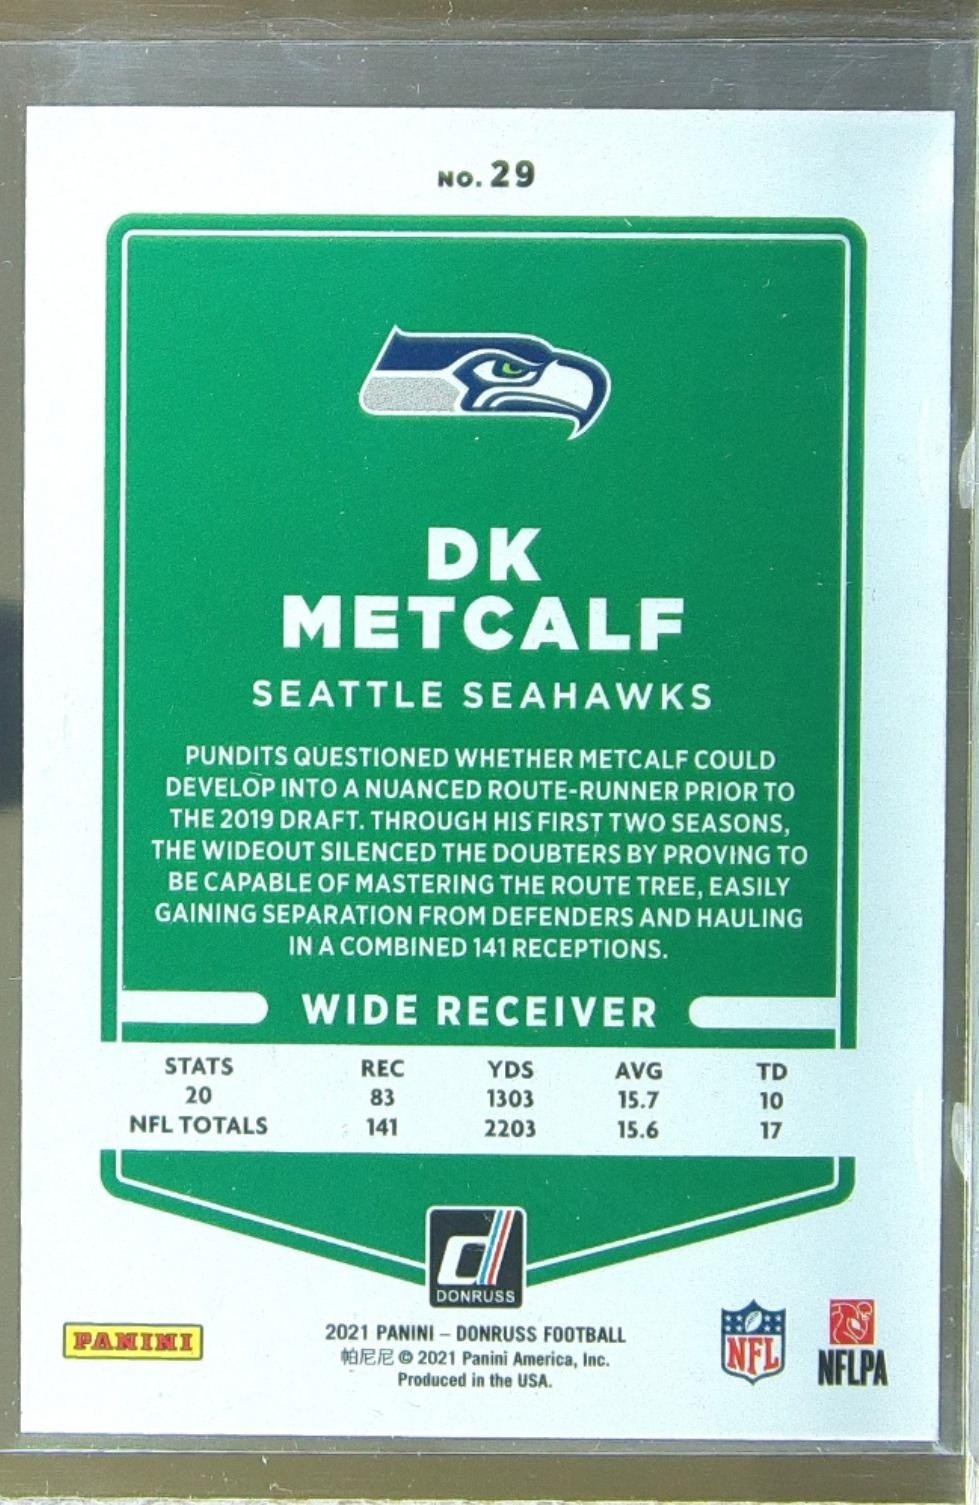 NO. 29
DK
METCALF
SEATTLE SEAHAWKS
PUNDITS QUESTIONED WHETHER METCALF COULD
DEVELOP INTO A NUANCED ROUTE-RUNNER PRIOR TO
THE 2019 DRAFT. THROUGH HIS FIRST TWO SEASONS,
THE WIDEOUT SILENCED THE DOUBTERS BY PROVING TO
BE CAPABLE OF MASTERING THE ROUTE TREE, EASILY
GAINING SEPARATION FROM DEFENDERS AND HAULING
IN A COMBINED 141 RECEPTIONS.
WIDE RECEIVER
STATS REC YDS AVG TD
20 83 1303 15.7 10
NFL TOTALS 141 2203 15.6 17
d
DONRUSS
PANINI
2021 PANINI – DONRUSS FOOTBALL
帕尼尼 © 2021 Panini America, Inc.
Produced in the USA.
NFL
NFLPA